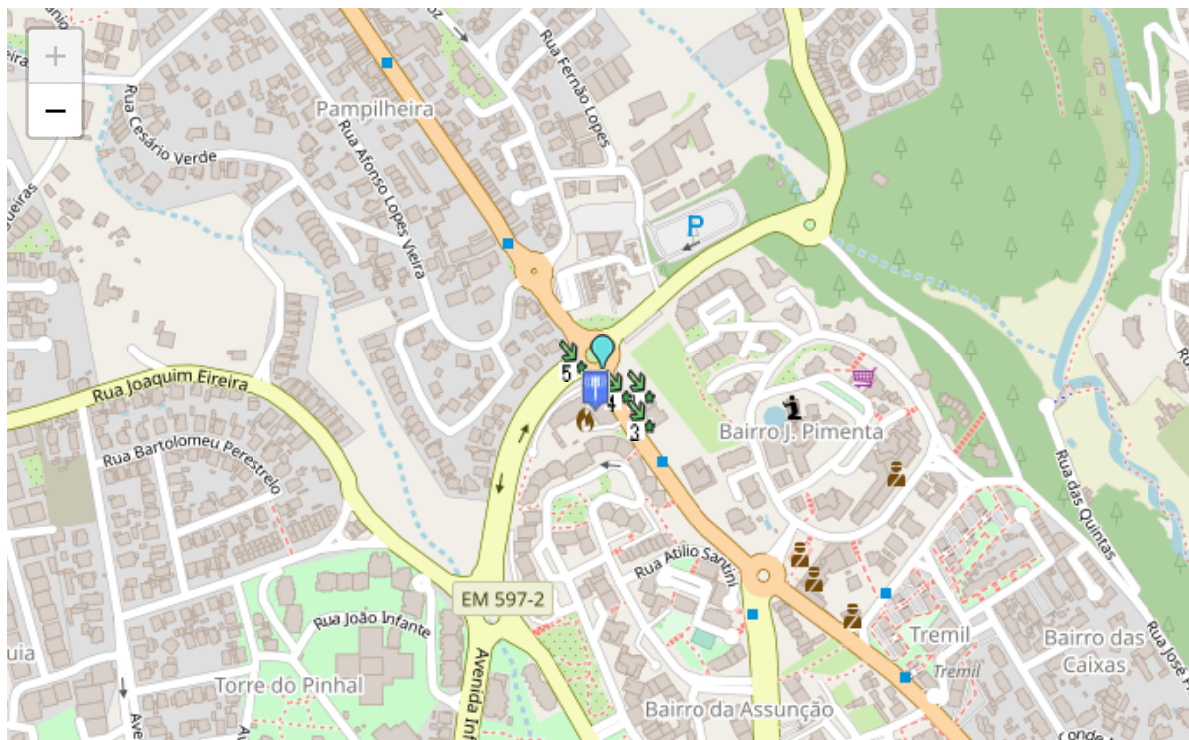 +
−
Pampilheira
Rua Cesário Verde
Rua Afonso Lopes Vieira
Rua Fernão Lopes
P
Rua Joaquim Eireira
5
4
3
i
Bairro J. Pimenta
Rua Bartolomeu Perestrelo
Rua das Quintas
Rua Atílio Santini
EM 597-2
Rua João Infante
Tremil
Bairro das
Caixas
Tremil
Rua José
Torre do Pinhal
Bairro da Assunção